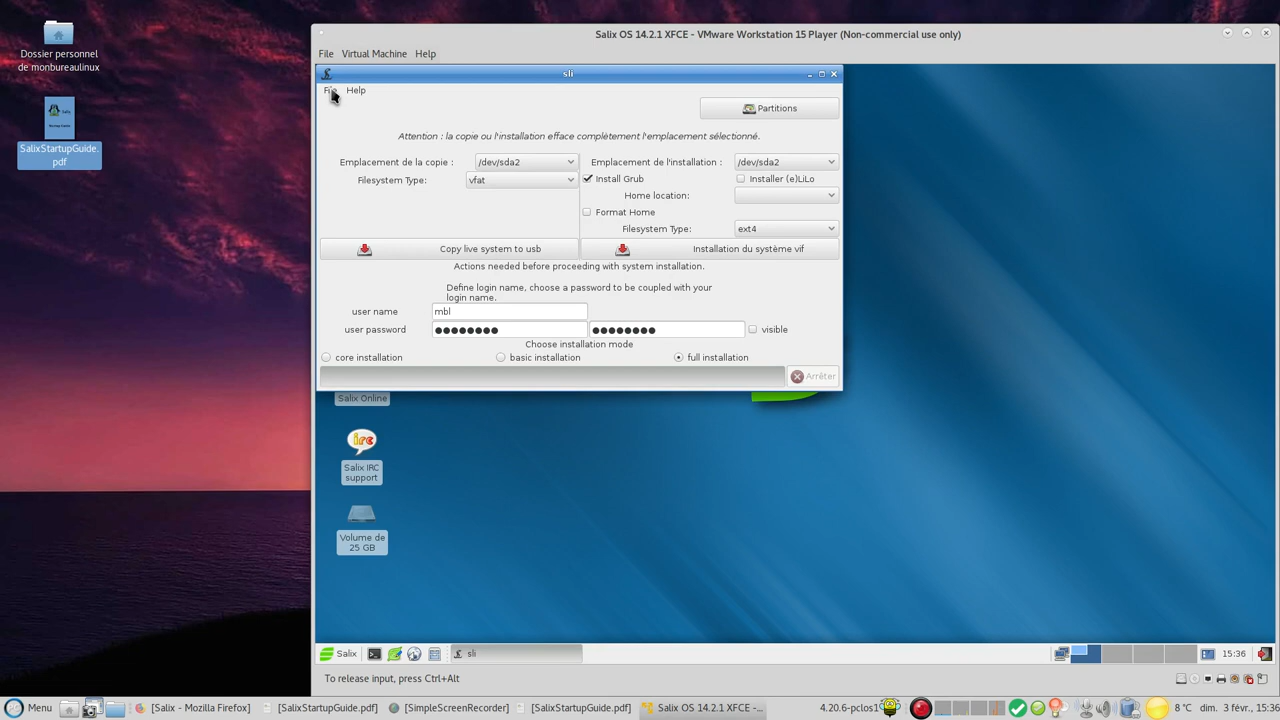 Dossier personnel
de monbureaulinux
Salix
Startup Guide
SalixStartupGuide.
pdf
Salix OS 14.2.1 XFCE - VMware Workstation 15 Player (Non-commercial use only)
File Virtual Machine Help
sli
File Help
Partitions
Attention : la copie ou l'installation efface complètement l'emplacement sélectionné.
Emplacement de la copie : /dev/sda2 Emplacement de l'installation : /dev/sda2
Filesystem Type: vfat Install Grub Installer (e)LiLo
Home location:
Format Home
Filesystem Type: ext4
Copy live system to usb Installation du système vif
Actions needed before proceeding with system installation.
Define login name, choose a password to be coupled with your
login name.
user name mbl
user password ●●●●●●●● ●●●●●●●● visible
Choose installation mode
core installation basic installation full installation
Arrêter
Salix Online
irc
Salix IRC
support
Volume de
25 GB
Salix sli 15:36
To release input, press Ctrl+Alt
Menu [Salix - Mozilla Firefox] [SalixStartupGuide.pdf] [SimpleScreenRecorder] [SalixStartupGuide.pdf] Salix OS 14.2.1 XFCE -... 4.20.6-pclos1 8 °C dim. 3 févr., 15:36